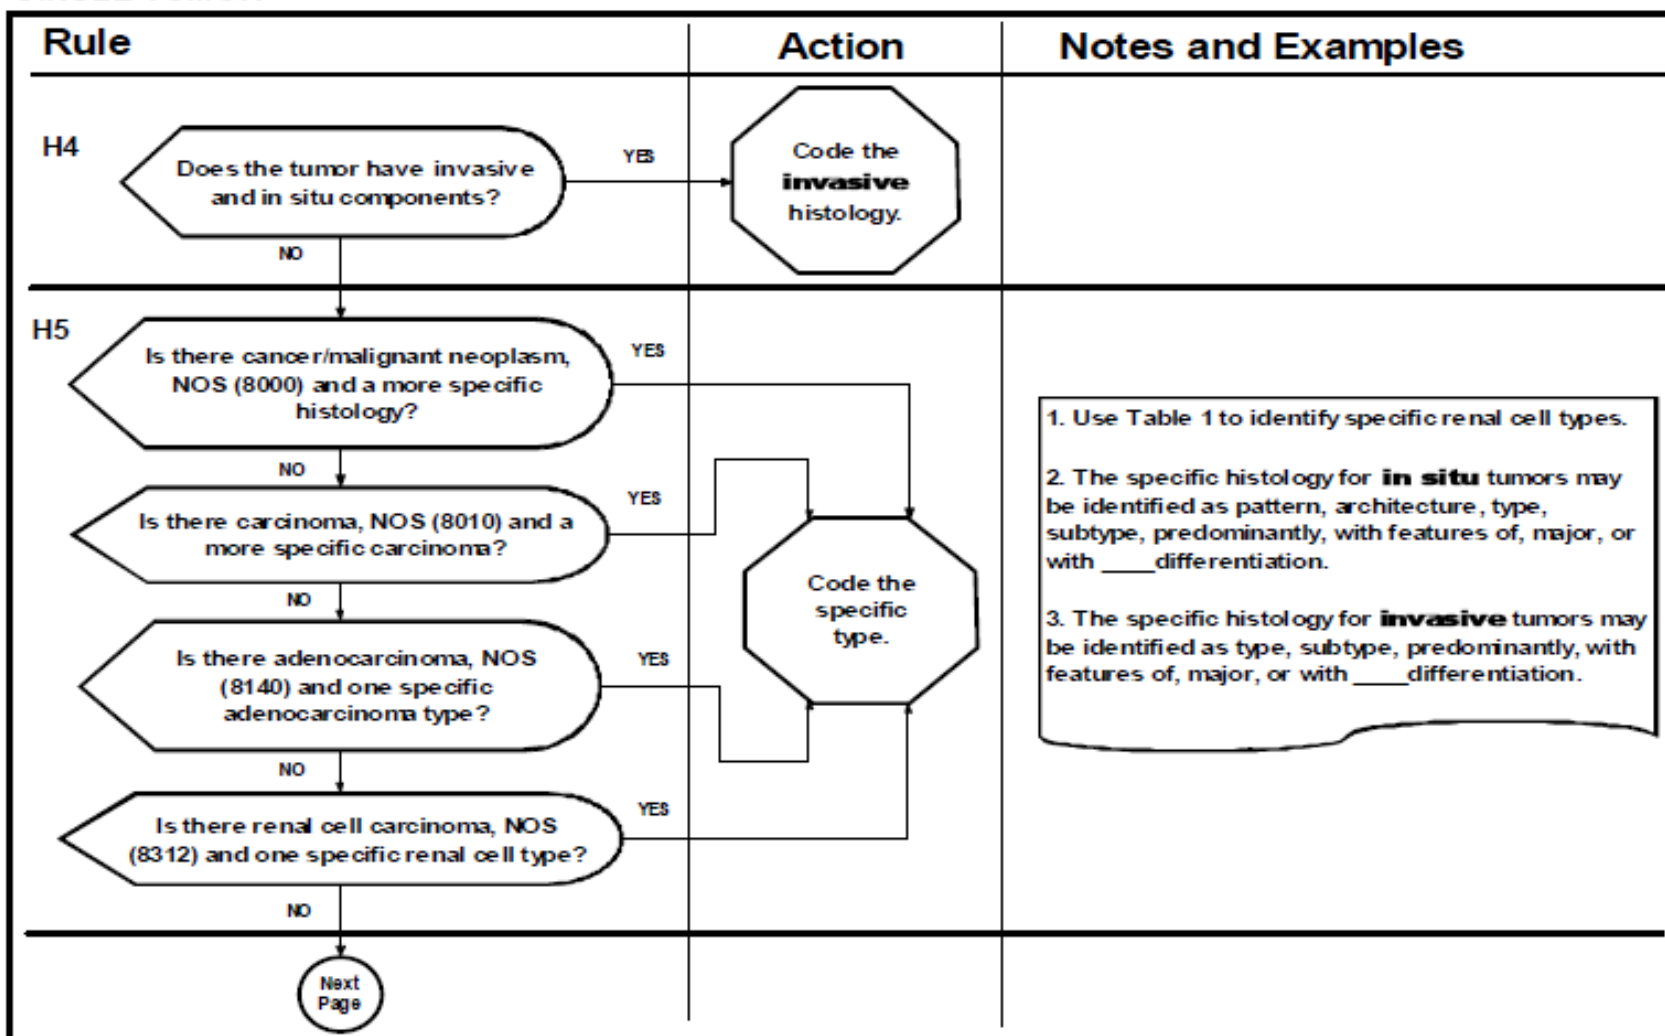 Rule
Action
Notes and Examples
H4
Does the tumor have invasive
and in situ components?
YES
Code the
invasive
histology.
NO
H5
Is there cancer/malignant neoplasm,
NOS (8000) and a more specific
histology?
YES
NO
Is there carcinoma, NOS (8010) and a
more specific carcinoma?
YES
NO
Is there adenocarcinoma, NOS
(8140) and one specific
adenocarcinoma type?
YES
NO
Is there renal cell carcinoma, NOS
(8312) and one specific renal cell type?
YES
NO
Code the
specific
type.
1. Use Table 1 to identify specific renal cell types.
2. The specific histology for in situ tumors may
be identified as pattern, architecture, type,
subtype, predominantly, with features of, major, or
with ____differentiation.
3. The specific histology for invasive tumors may
be identified as type, subtype, predominantly, with
features of, major, or with ____differentiation.
Next
Page